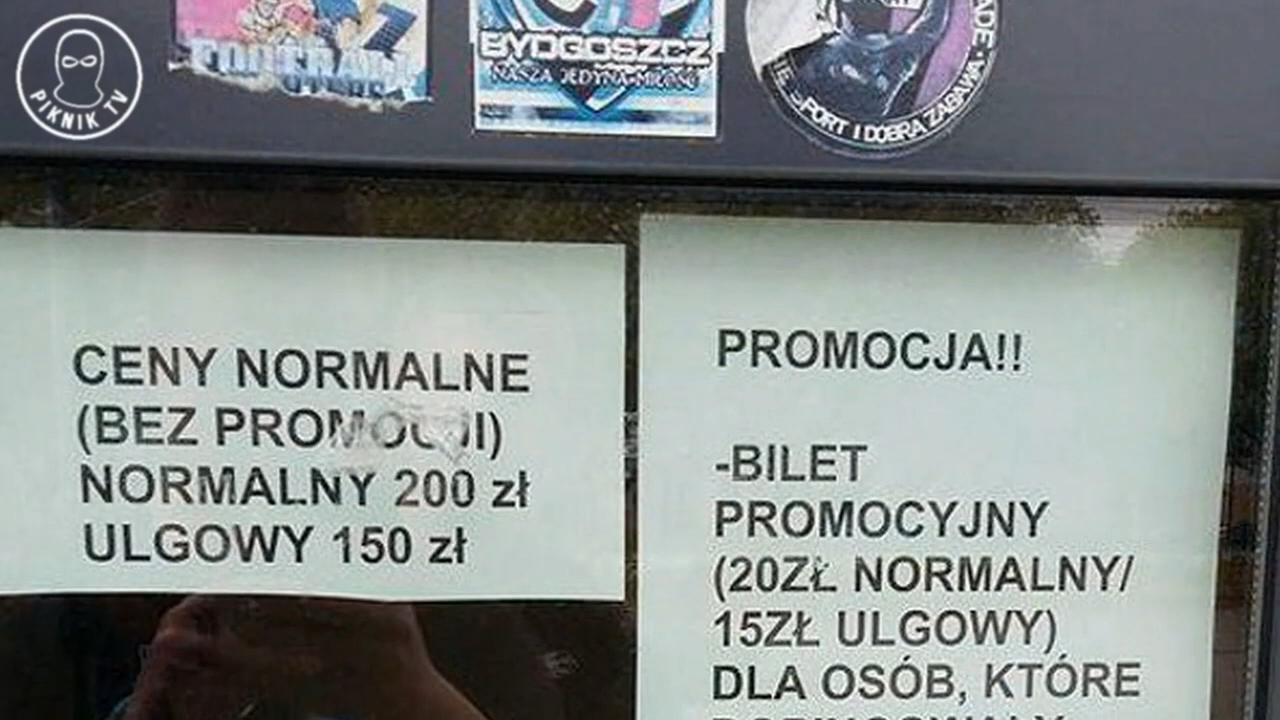 PIKNIK TV
BYDGOSZCZ
NASZA JEDYNA MIŁOŚĆ
SPORT I DOBRA ZABAWA
CENY NORMALNE
(BEZ PROMOCJI)
NORMALNY 200 zł
ULGOWY 150 zł
PROMOCJA!!
-BILET
PROMOCYJNY
(20ZŁ NORMALNY/
15ZŁ ULGOWY)
DLA OSÓB, KTÓRE